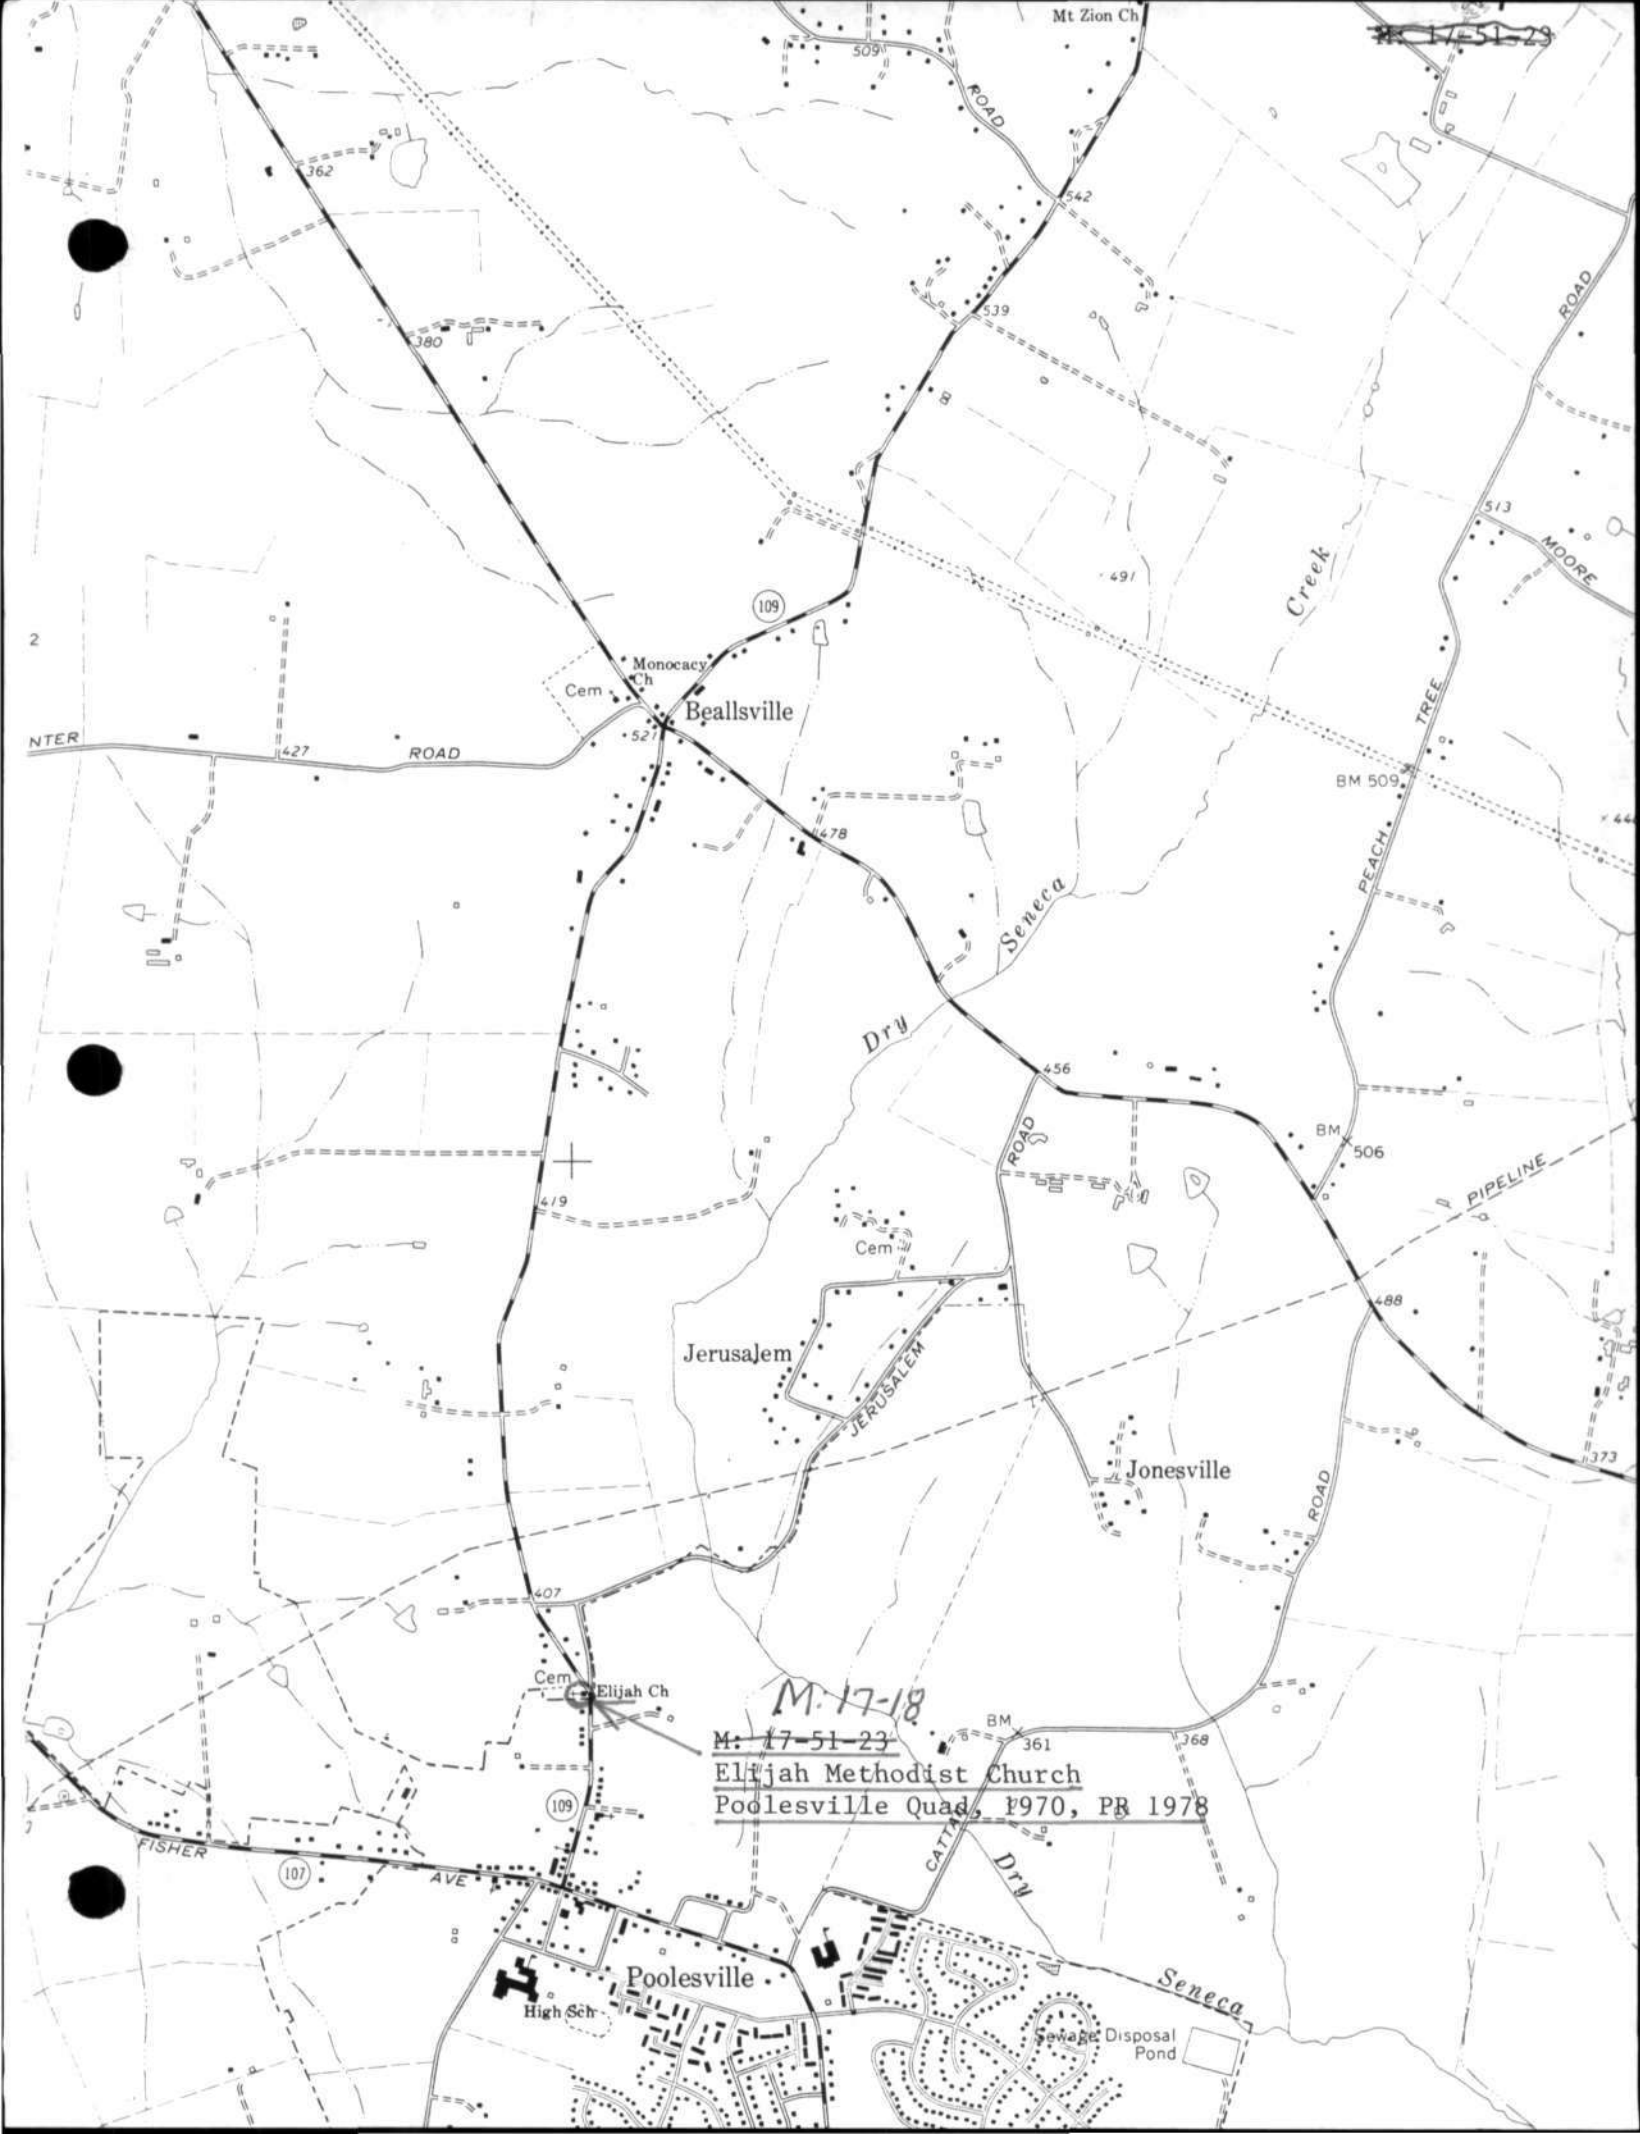 Mt Zion Ch
M: 17-51-23
509
ROAD
362
542
ROAD
539
380
513
MOORE
491
Creek
109
2
Monocacy
Ch
Cem
Beallsville
521
TREE
NTER
427
ROAD
BM 509
478
PEACH
Seneca
Dry
456
ROAD
BM
506
PIPELINE
419
Cem
488
Jerusalem
JERUSALEM
373
Jonesville
ROAD
407
Cem
Elijah Ch
M: 17-18
M: 17-51-23
BM
361
368
Elijah Methodist Church
Poolesville Quad, 1970, PR 1978
109
CATTAIL
FISHER
107
AVE
Dry
Poolesville
High Sch
Seneca
Sewage Disposal
Pond